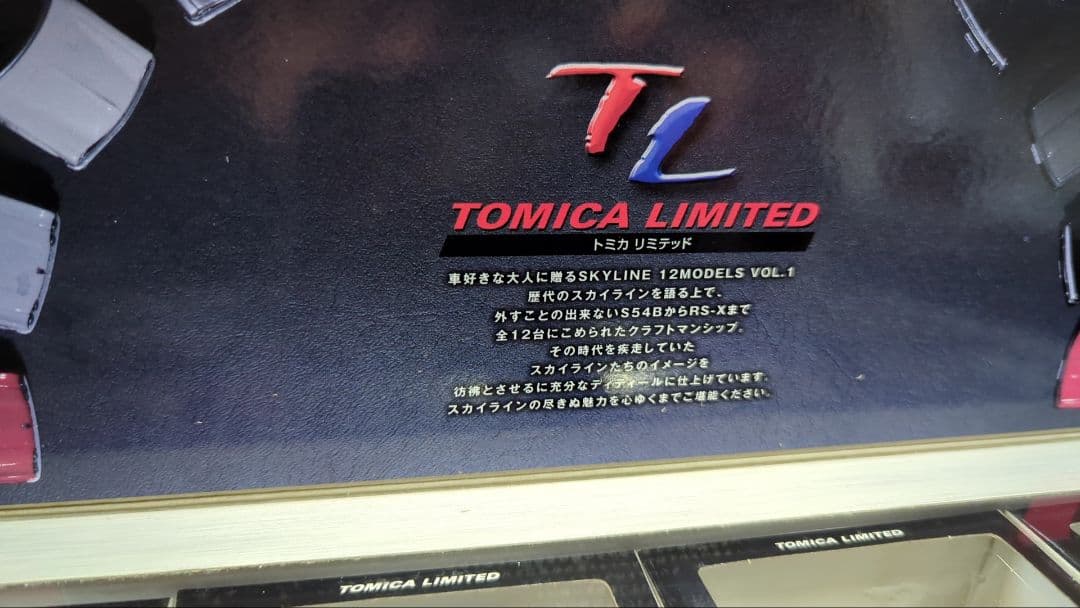 TL
TOMICA LIMITED
トミカ リミテッド
車好きな大人に贈るSKYLINE 12MODELS VOL.1
歴代のスカイラインを語る上で、
外すことの出来ないS54BからRS-Xまで
全12台にこめられたクラフトマンシップ。
その時代を疾走していた
スカイラインたちのイメージを
彷彿とさせるに充分なディティールに仕上げています。
スカイラインの尽きぬ魅力を心ゆくまでご堪能ください。
TOMICA LIMITED
TOMICA LIMITED